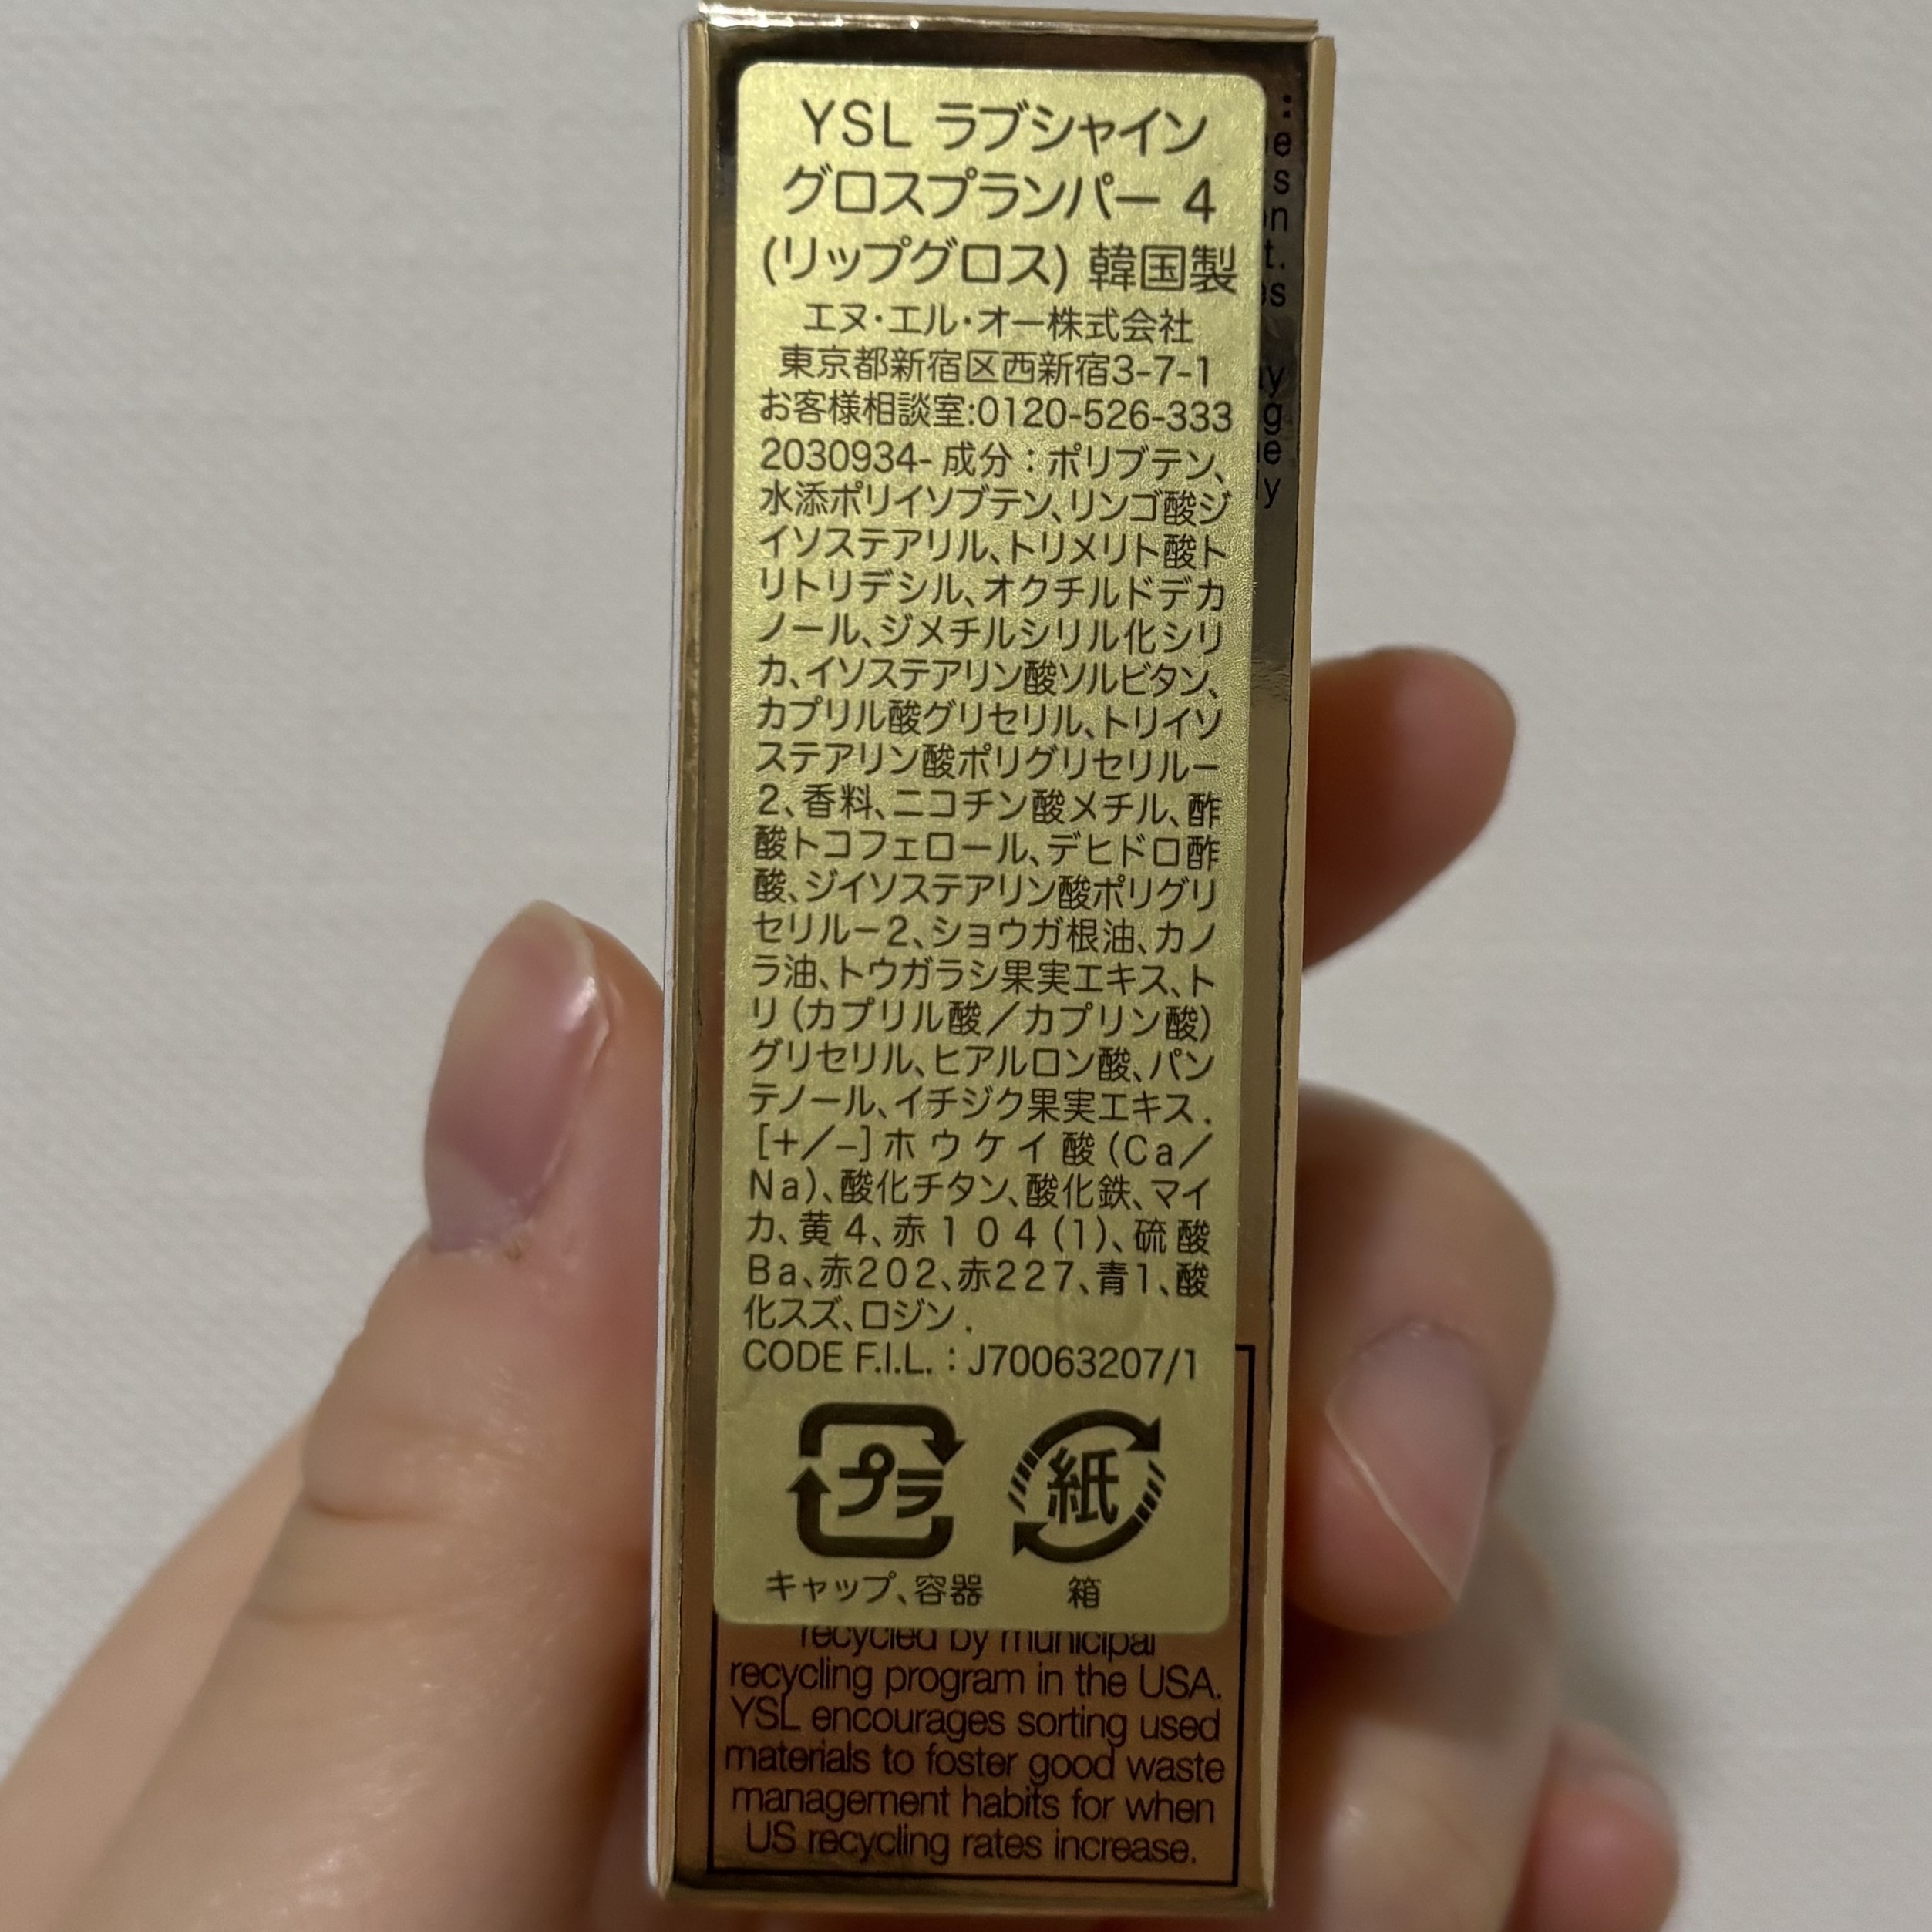 YSL ラブシャイン
グロスプランパー 4
(リップグロス) 韓国製
エヌ・エル・オー株式会社
東京都新宿区西新宿3-7-1
お客様相談室:0120-526-333
2030934- 成分：ポリブテン、
水添ポリイソブテン、リンゴ酸ジ
イソステアリル、トリメリト酸ト
リトリデシル、オクチルドデカ
ノール、ジメチルシリル化シリ
カ、イソステアリン酸ソルビタン、
カプリル酸グリセリル、トリイソ
ステアリン酸ポリグリセリルー
2、香料、ニコチン酸メチル、酢
酸トコフェロール、デヒドロ酢
酸、ジイソステアリン酸ポリグリ
セリルー2、ショウガ根油、カノ
ラ油、トウガラシ果実エキス、ト
リ（カプリル酸／カプリン酸）
グリセリル、ヒアルロン酸、パン
テノール、イチジク果実エキス.
[+／−]ホウケイ酸(Ca／
Na)、酸化チタン、酸化鉄、マイ
カ、黄4、赤104(1)、硫酸
Ba、赤202、赤227、青1、酸
化スズ、ロジン.
CODE F.I.L. : J70063207/1
プラ
紙
キャップ、容器
箱
recycled by municipal
recycling program in the USA.
YSL encourages sorting used
materials to foster good waste
management habits for when
US recycling rates increase.